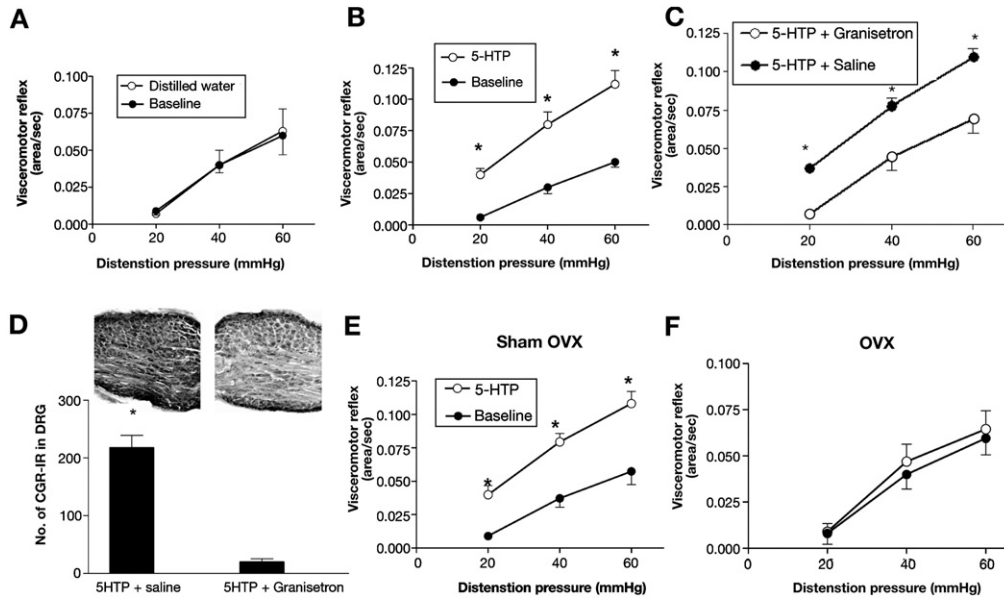 A
Visceromotor reflex
(area/sec)
0.100
0.075
0.050
0.025
0.000
Distilled water
Baseline
0
20
40
60
Distenstion pressure (mmHg)
B
Visceromotor reflex
(area/sec)
0.125
0.100
0.075
0.050
0.025
0.000
5-HTP
Baseline
*
*
*
0
20
40
60
Distenstion pressure (mmHg)
C
Visceromotor reflex
(area/sec)
0.125
0.100
0.075
0.050
0.025
0.000
5-HTP + Granisetron
5-HTP + Saline
*
*
*
0
20
40
60
Distenstion pressure (mmHg)
D
No. of CGR-IR in DRG
300
200
100
0
*
5HTP + saline
5HTP + Granisetron
E
Sham OVX
Visceromotor reflex
(area/sec)
0.125
0.100
0.075
0.050
0.025
0.000
5-HTP
Baseline
*
*
*
0
20
40
60
Distenstion pressure (mmHg)
F
OVX
Visceromotor reflex
(area/sec)
0.100
0.075
0.050
0.025
0.000
0
20
40
60
Distenstion pressure (mmHg)